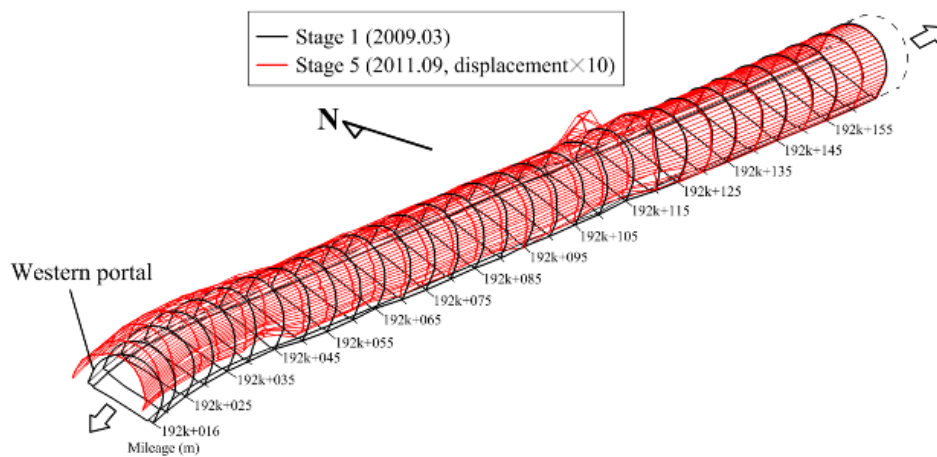 Stage 1 (2009.03)
Stage 5 (2011.09, displacement×10)
N
192k+155
192k+145
192k+135
192k+125
192k+115
192k+105
192k+095
192k+085
192k+075
192k+065
192k+055
192k+045
192k+035
192k+025
192k+016
Western portal
Mileage (m)